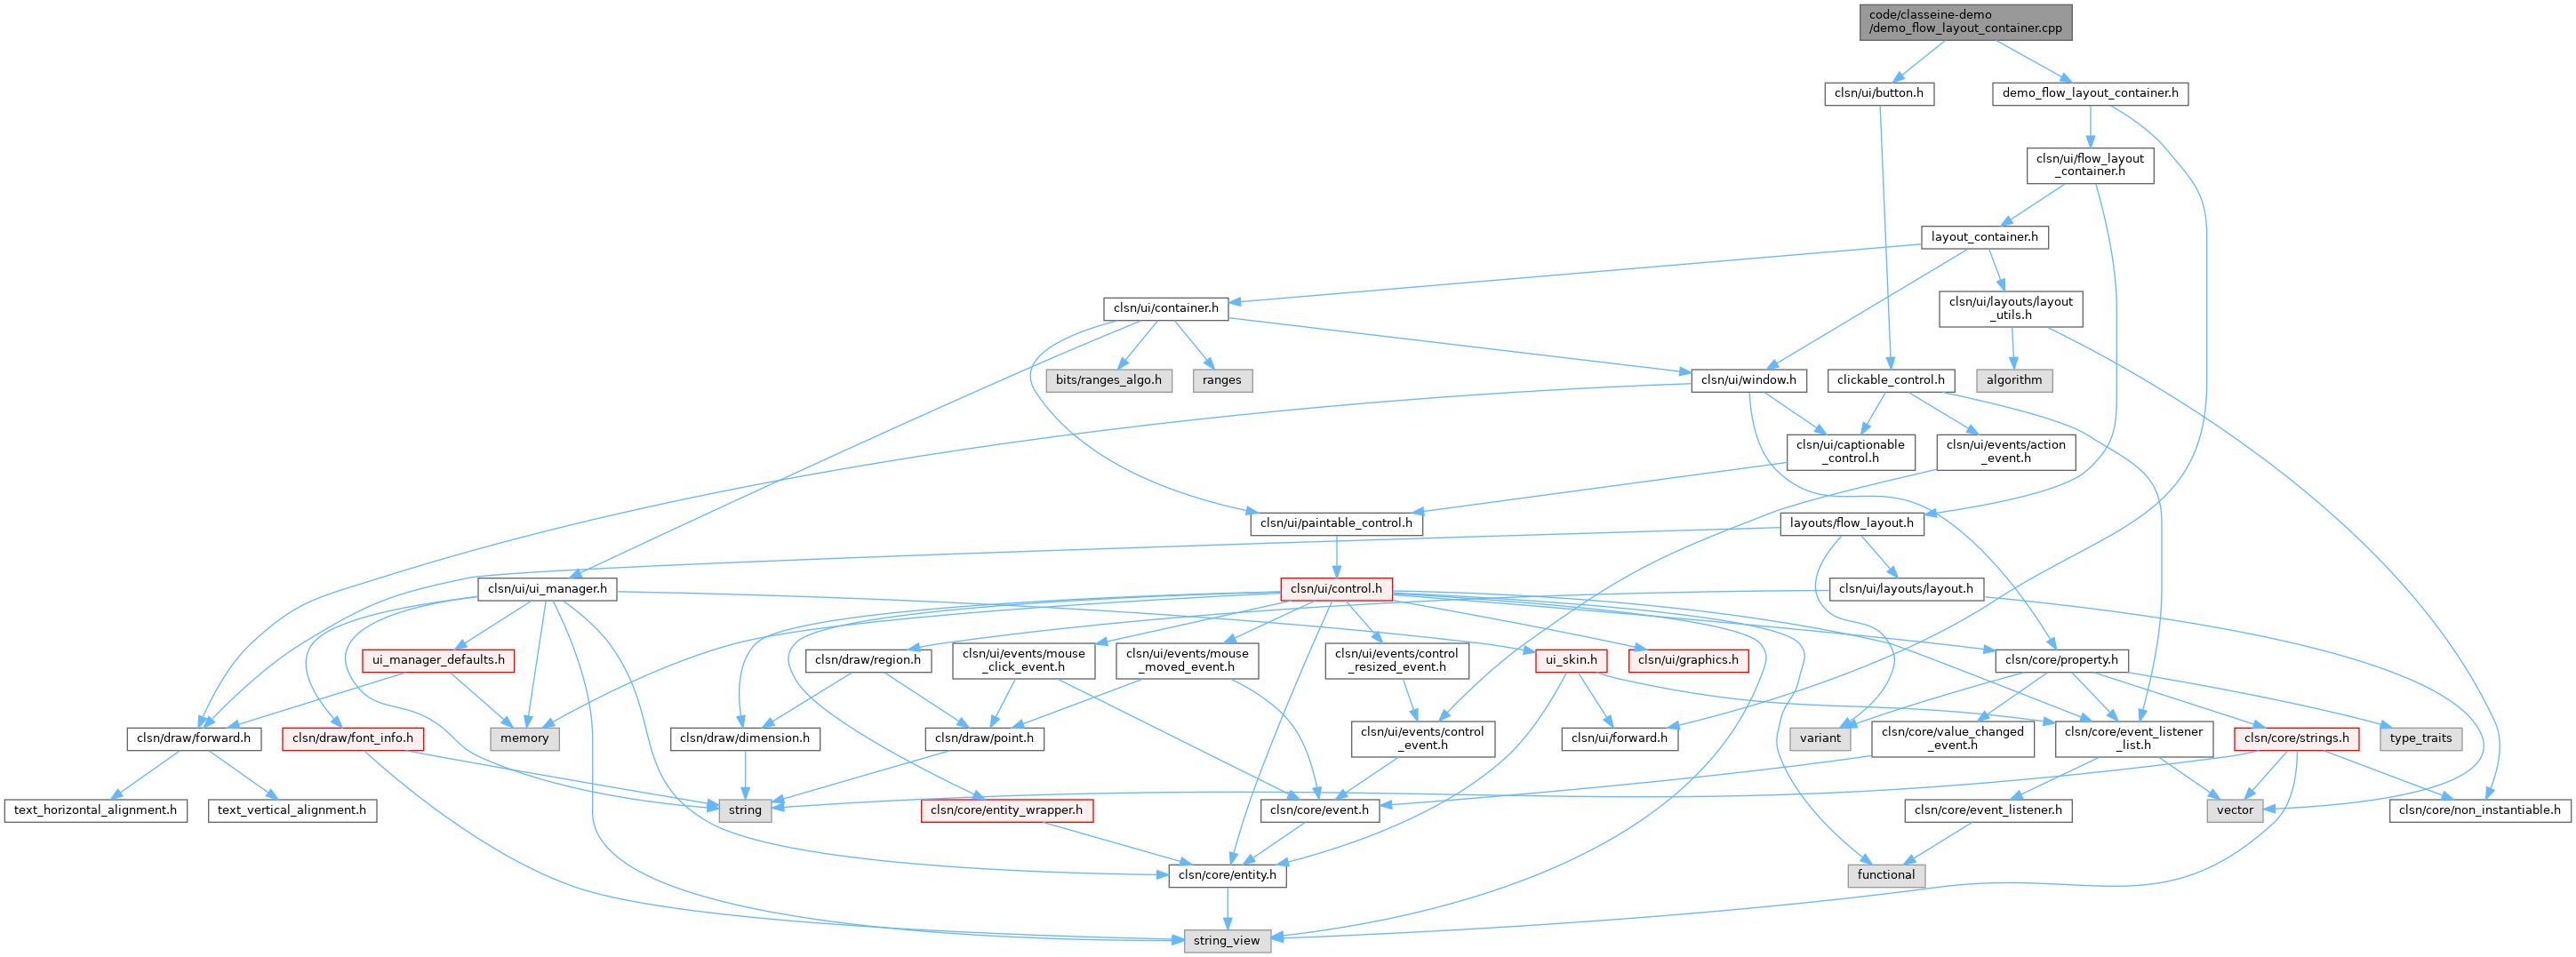 code/classeine-demo
/demo_flow_layout_container.cpp
clsn/ui/button.h
demo_flow_layout_container.h
clsn/ui/flow_layout
_container.h
layout_container.h
clsn/ui/container.h
clsn/ui/layouts/layout
_utils.h
bits/ranges_algo.h
ranges
clsn/ui/window.h
clickable_control.h
algorithm
clsn/ui/captionable
_control.h
clsn/ui/events/action
_event.h
clsn/ui/paintable_control.h
layouts/flow_layout.h
clsn/ui/ui_manager.h
clsn/ui/control.h
clsn/ui/layouts/layout.h
ui_manager_defaults.h
clsn/draw/region.h
clsn/ui/events/mouse
_click_event.h
clsn/ui/events/mouse
_moved_event.h
clsn/ui/events/control
_resized_event.h
ui_skin.h
clsn/ui/graphics.h
clsn/core/property.h
clsn/draw/forward.h
clsn/draw/font_info.h
memory
clsn/draw/dimension.h
clsn/draw/point.h
clsn/ui/events/control
_event.h
clsn/ui/forward.h
variant
clsn/core/value_changed
_event.h
clsn/core/event_listener
_list.h
clsn/core/strings.h
type_traits
text_horizontal_alignment.h
text_vertical_alignment.h
string
clsn/core/entity_wrapper.h
clsn/core/event.h
clsn/core/event_listener.h
vector
clsn/core/non_instantiable.h
clsn/core/entity.h
functional
string_view